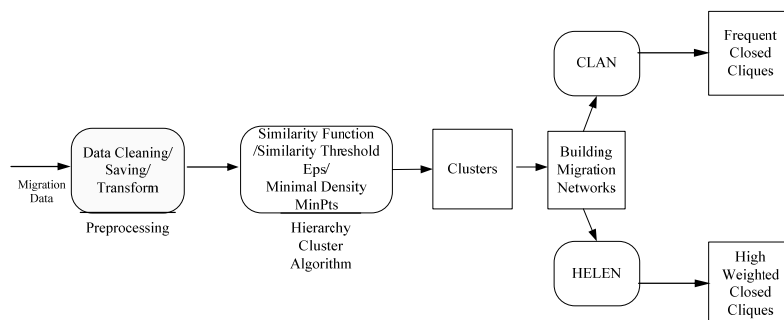 Migration
Data
Data Cleaning/
Saving/
Transform
Preprocessing
Similarity Function
/Similarity Threshold
Eps/
Minimal Density
MinPts
Hierarchy
Cluster
Algorithm
Clusters
Building
Migration
Networks
CLAN
Frequent
Closed
Cliques
HELEN
High
Weighted
Closed
Cliques